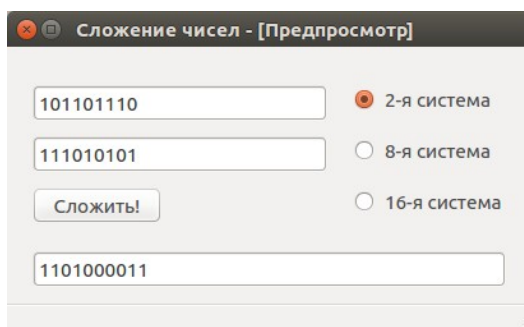 Сложение чисел - [Предпросмотр]
101101110
2-я система
111010101
8-я система
Сложить!
16-я система
1101000011